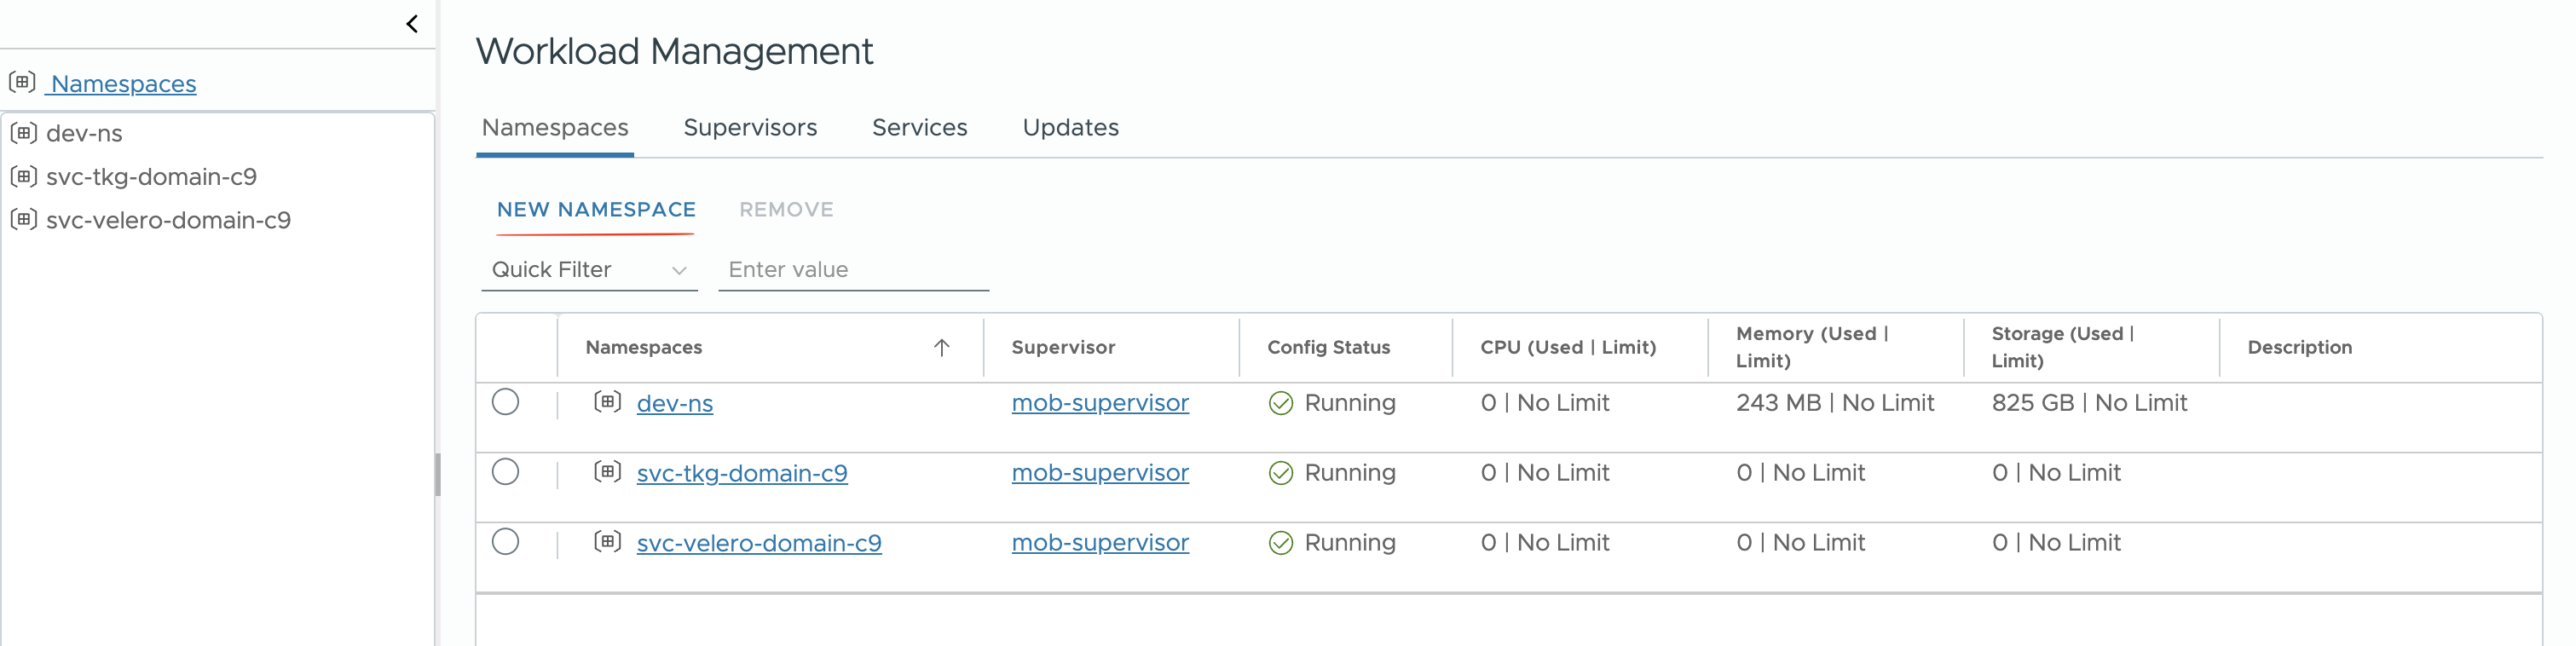 Namespaces
dev-ns
svc-tkg-domain-c9
svc-velero-domain-c9
Workload Management
Namespaces Supervisors Services Updates
NEW NAMESPACE REMOVE
Quick Filter Enter value
Namespaces Supervisor Config Status CPU (Used | Limit) Memory (Used | Limit) Storage (Used | Limit) Description
dev-ns mob-supervisor Running 0 | No Limit 243 MB | No Limit 825 GB | No Limit
svc-tkg-domain-c9 mob-supervisor Running 0 | No Limit 0 | No Limit 0 | No Limit
svc-velero-domain-c9 mob-supervisor Running 0 | No Limit 0 | No Limit 0 | No Limit